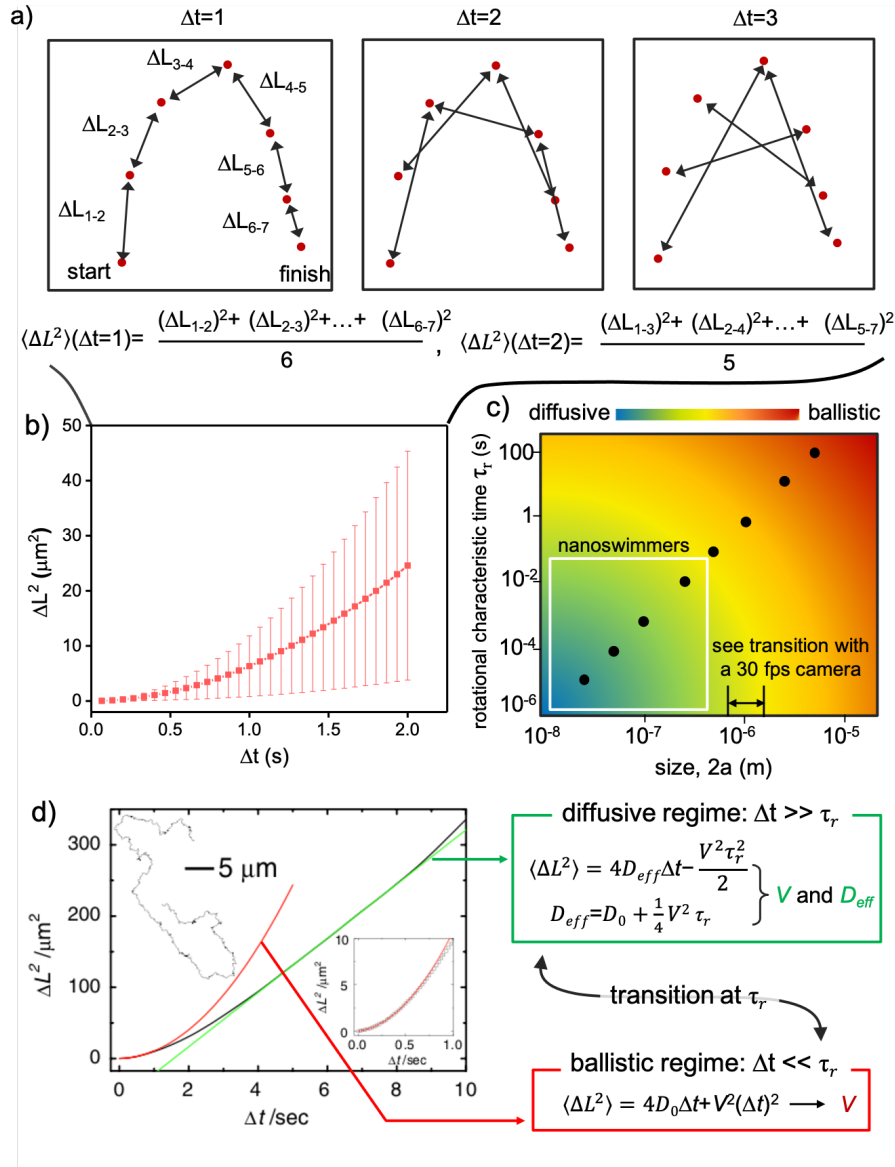 a)
Δt=1
Δt=2
Δt=3
ΔL₃₋₄
ΔL₄₋₅
ΔL₂₋₃
ΔL₅₋₆
ΔL₁₋₂
ΔL₆₋₇
start
finish
⟨ΔL²⟩(Δt=1)= (ΔL₁₋₂)²+ (ΔL₂₋₃)²+...+ (ΔL₆₋₇)² / 6 , ⟨ΔL²⟩(Δt=2)= (ΔL₁₋₃)²+ (ΔL₂₋₄)²+...+ (ΔL₅₋₇)² / 5
b)
50
40
30
20
10
0
ΔL² (μm²)
0.0
0.5
1.0
1.5
2.0
Δt (s)
c)
diffusive
ballistic
rotational characteristic time τr (s)
100
1
10⁻²
10⁻⁴
10⁻⁶
nanoswimmers
see transition with
a 30 fps camera
10⁻⁸
10⁻⁷
10⁻⁶
10⁻⁵
size, 2a (m)
d)
300
200
100
0
ΔL² /μm²
5 μm
10
5
0
ΔL² /μm²
0.0
0.5
1.0
Δt/sec
0
2
4
6
8
10
Δt /sec
diffusive regime: Δt >> τr
⟨ΔL²⟩ = 4D_eff Δt− V²τr²/2
D_eff=D₀ + ¼V² τr
V and D_eff
transition at τr
ballistic regime: Δt << τr
⟨ΔL²⟩ = 4D₀Δt+V²(Δt)² → V